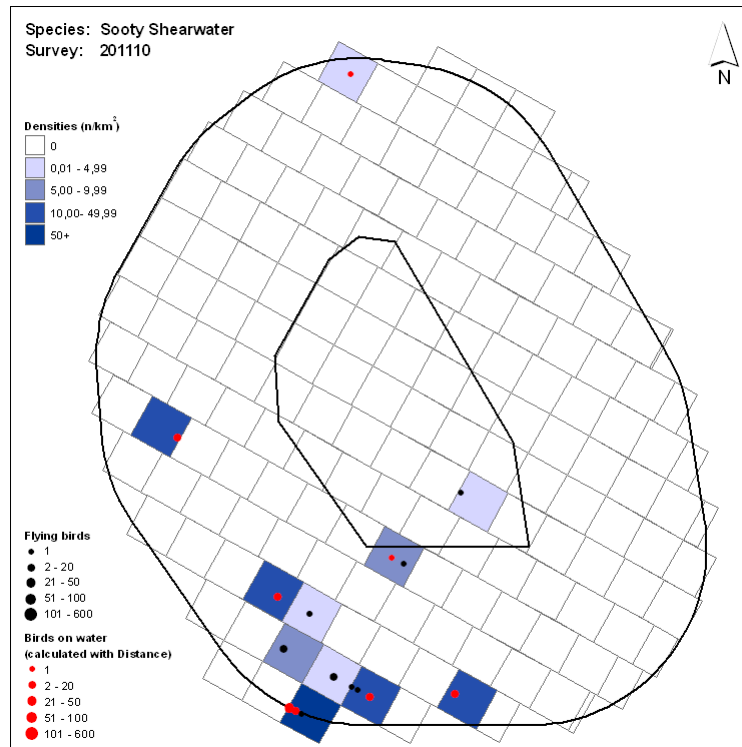 Species: Sooty Shearwater
Survey: 201110
N
Densities (n/km²)
0
0,01 - 4,99
5,00 - 9,99
10,00- 49,99
50+
Flying birds
1
2 - 20
21 - 50
51 - 100
101 - 600
Birds on water
(calculated with Distance)
1
2 - 20
21 - 50
51 - 100
101 - 600